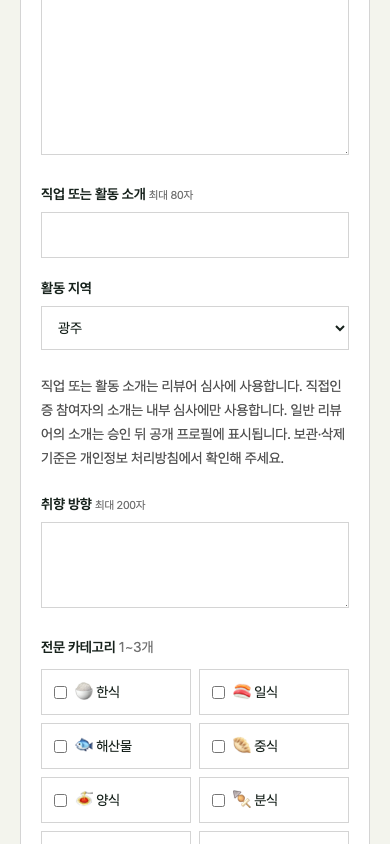 직업 또는 활동 소개 최대 80자
활동 지역
광주
직업 또는 활동 소개는 리뷰어 심사에 사용합니다. 직접인
증 참여자의 소개는 내부 심사에만 사용합니다. 일반 리뷰
어의 소개는 승인 뒤 공개 프로필에 표시됩니다. 보관·삭제
기준은 개인정보 처리방침에서 확인해 주세요.
취향 방향 최대 200자
전문 카테고리 1~3개
한식
일식
해산물
중식
양식
분식